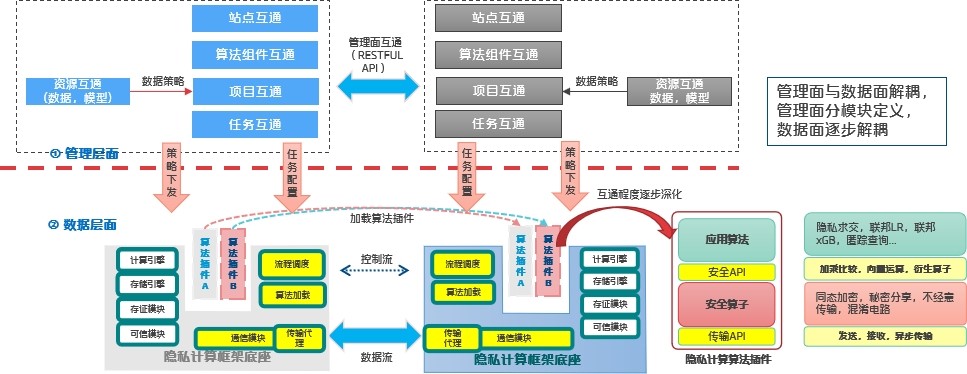 站点互通
算法组件互通
资源互通
(数据，模型)
数据策略
项目互通
任务互通
① 管理层面
管理面互通
（RESTFUL
API）
站点互通
算法组件互通
项目互通
数据策略
资源互通
数据，模型
任务互通
管理面与数据面解耦，
管理面分模块定义，
数据面逐步解耦
策略下发
任务配置
任务配置
策略下发
② 数据层面
加载算法插件
互通程度逐步深化
计算引擎
存储引擎
存证模块
可信模块
算法插件A
算法插件B
流程调度
算法加载
通信模块
传输代
理
隐私计算框架底座
控制流
数据流
流程调度
算法加载
算法插件A
算法插件B
计算引擎
存储引擎
存证模块
可信模块
传输
代理
通信模块
隐私计算框架底座
应用算法
安全API
安全算子
传输API
隐私计算算法插件
隐私求交，联邦LR，联邦
xGB，匿踪查询...
加乘比较，向量运算，衍生算子
同态加密，秘密分享，不经意
传输，混淆电路
发送，接收，异步传输